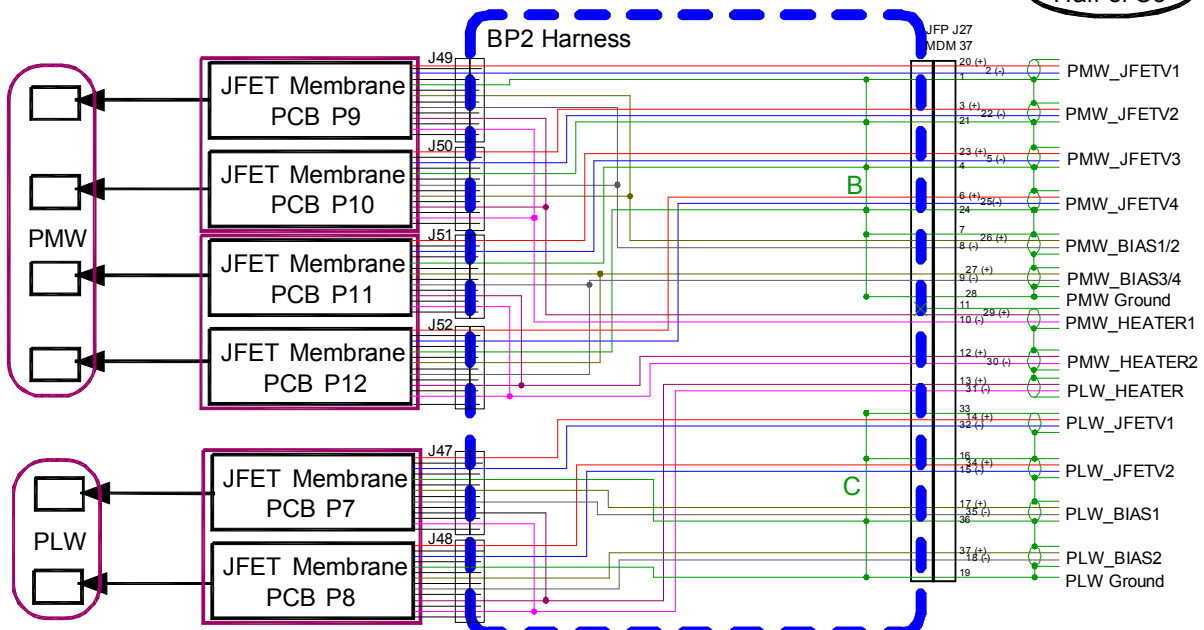 BP2 Harness
JFP J27
MDM 37
PMW
JFET Membrane
PCB P9
JFET Membrane
PCB P10
JFET Membrane
PCB P11
JFET Membrane
PCB P12
PLW
JFET Membrane
PCB P7
JFET Membrane
PCB P8
J49
J50
J51
J52
J47
J48
B
C
20 (+)
2 (-)
1
PMW_JFETV1
3 (+)
22 (-)
21
PMW_JFETV2
23 (+)
5 (-)
4
PMW_JFETV3
6 (+)
25(-)
24
PMW_JFETV4
7
26 (+)
8 (-)
PMW_BIAS1/2
27 (+)
9 (-)
PMW_BIAS3/4
28
PMW Ground
11
29 (+)
10 (-)
PMW_HEATER1
12 (+)
30 (-)
PMW_HEATER2
13 (+)
31 (-)
PLW_HEATER
33
14 (+)
32 (-)
PLW_JFETV1
16
34 (+)
15 (-)
PLW_JFETV2
17 (+)
35 (-)
36
PLW_BIAS1
37 (+)
18 (-)
PLW_BIAS2
19
PLW Ground